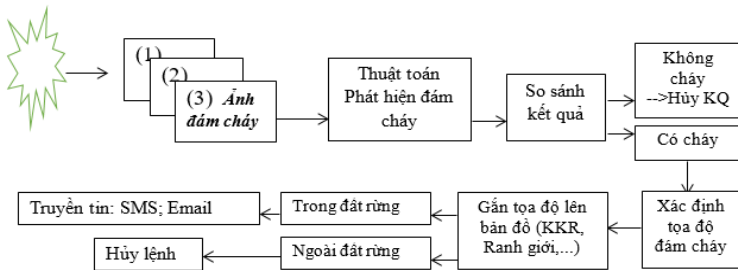 (1)
(2)
(3) Ảnh
đám cháy
Thuật toán
Phát hiện đám
cháy
So sánh
kết quả
Không
cháy
-->Hủy KQ
Có cháy
Xác định
tọa độ
đám cháy
Gắn tọa độ lên
bản đồ (KKR,
Ranh giới,...)
Trong đất rừng
Truyền tin: SMS; Email
Ngoài đất rừng
Hủy lệnh